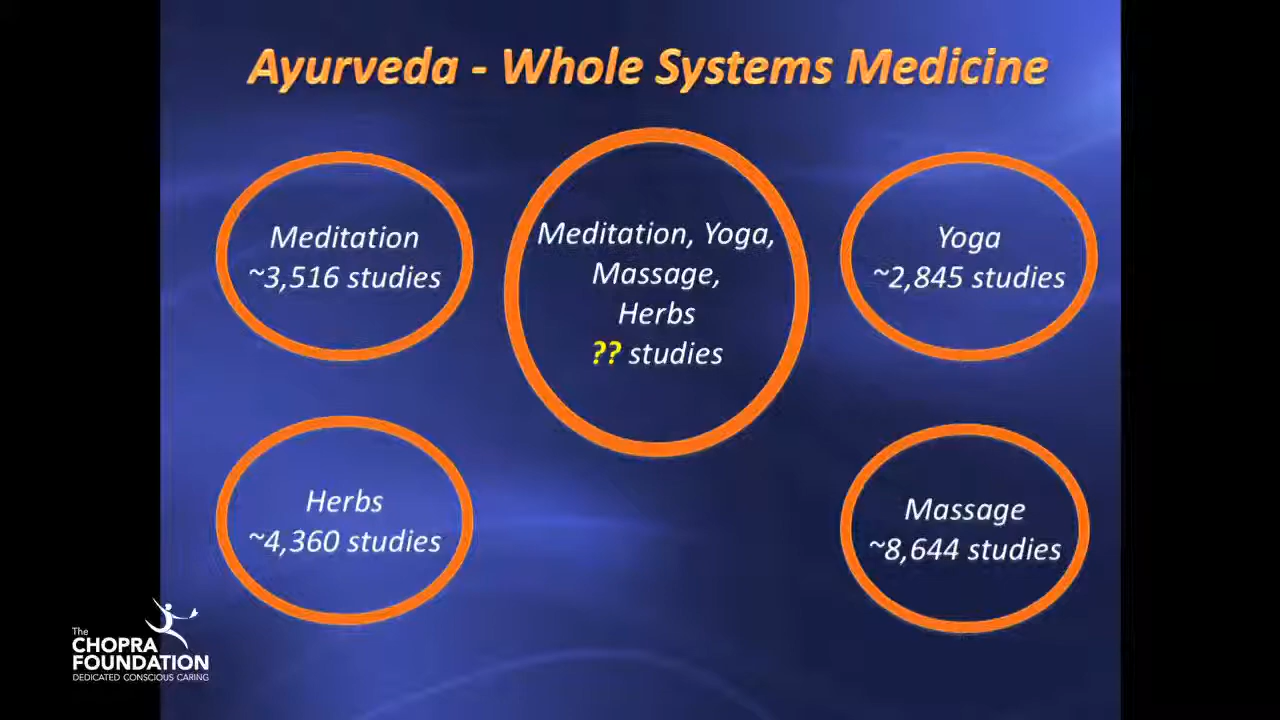 Ayurveda - Whole Systems Medicine
Meditation
~3,516 studies
Meditation, Yoga,
Massage,
Herbs
?? studies
Yoga
~2,845 studies
Herbs
~4,360 studies
Massage
~8,644 studies
The
CHOPRA
FOUNDATION
DEDICATED CONSCIOUS CARING